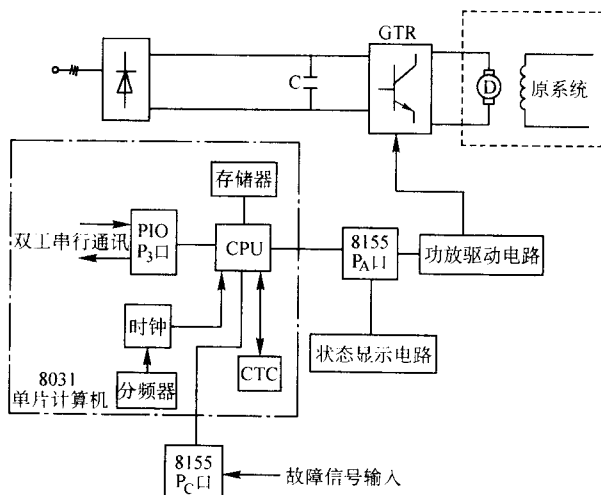 GTR
C
D
原系统
存储器
双工串行通讯
PIO
P3口
CPU
8155
PA口
功放驱动电路
时钟
状态显示电路
8031
单片计算机
分频器
CTC
8155
PC口
故障信号输入